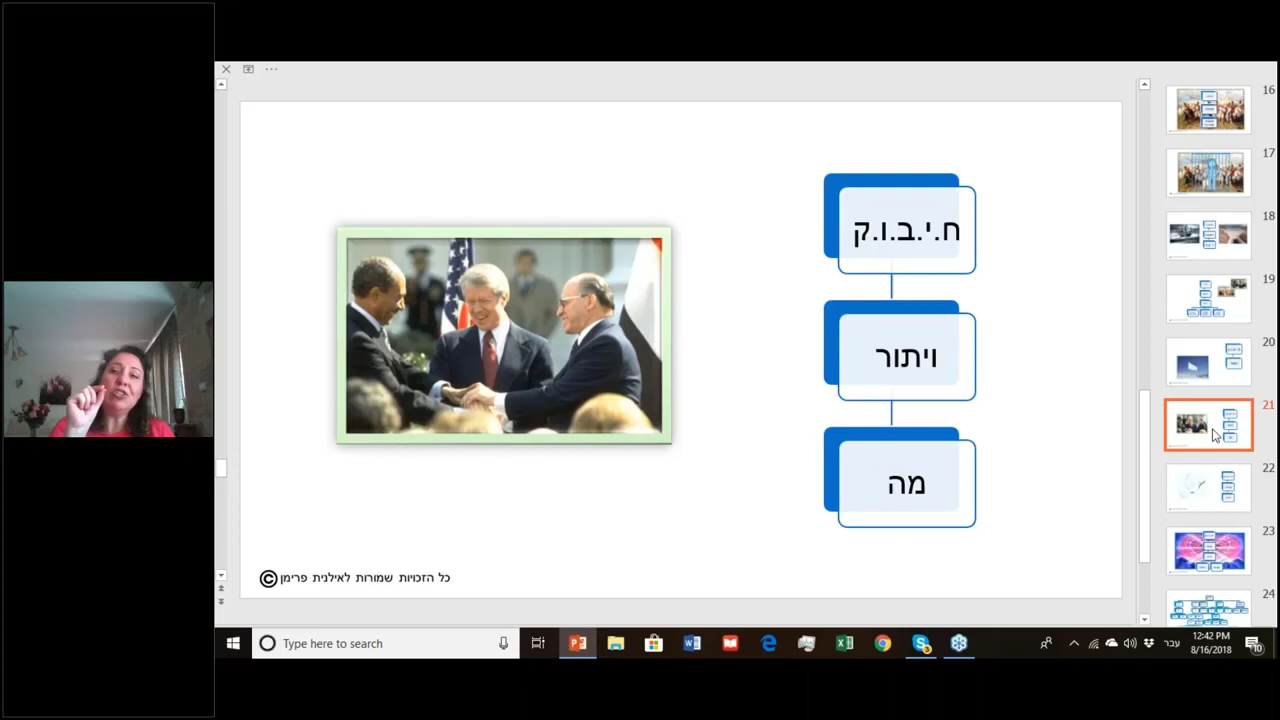 ח.י.ב.ו.ק
ויתור
מה
© כל הזכויות שמורות לאילנית פרימן
16
17
18
19
20
21
22
23
24
Type here to search
עבר
12:42 PM
8/16/2018
10